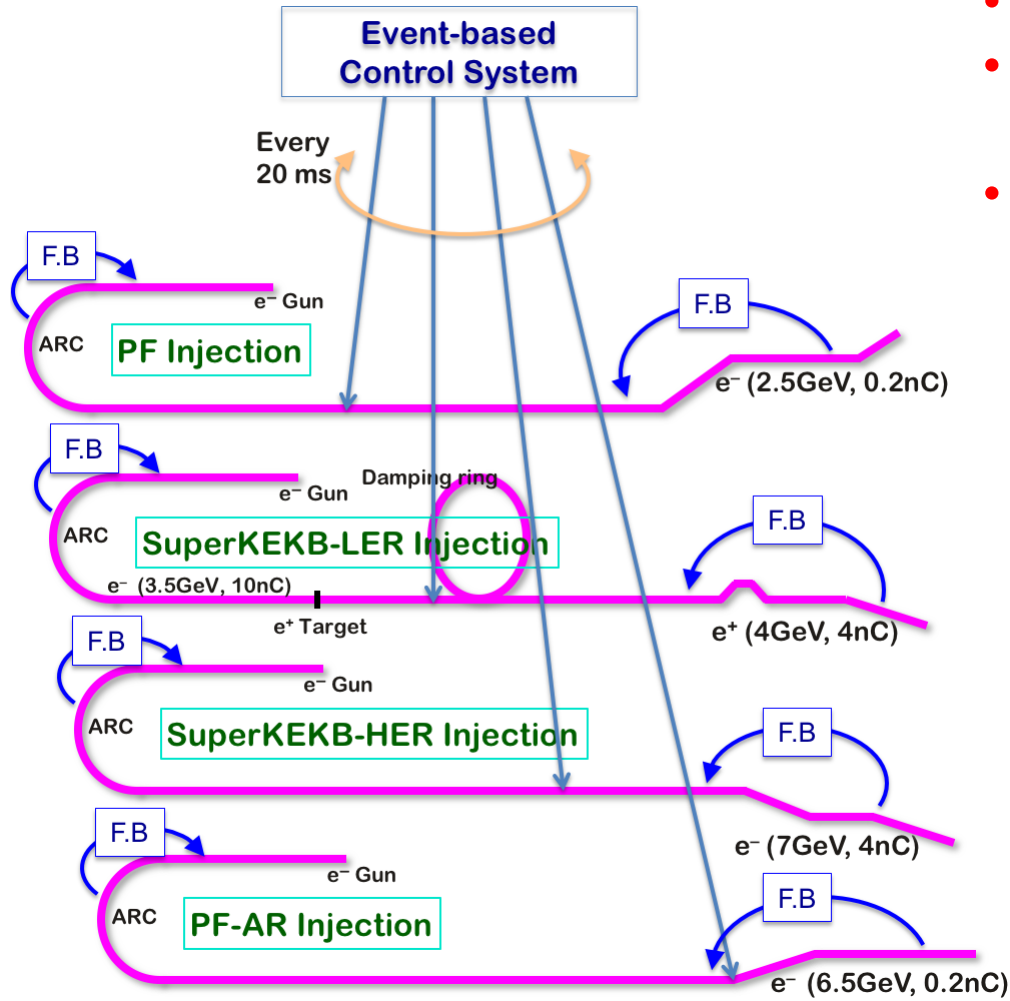 Event-based
Control System
Every
20 ms
F.B
e⁻ Gun
ARC
PF Injection
F.B
e⁻ (2.5GeV, 0.2nC)
F.B
Damping ring
e⁻ Gun
ARC
SuperKEKB-LER Injection
F.B
e⁻ (3.5GeV, 10nC)
e⁺ Target
e⁺ (4GeV, 4nC)
F.B
e⁻ Gun
ARC
SuperKEKB-HER Injection
F.B
e⁻ (7GeV, 4nC)
F.B
e⁻ Gun
ARC
PF-AR Injection
F.B
e⁻ (6.5GeV, 0.2nC)